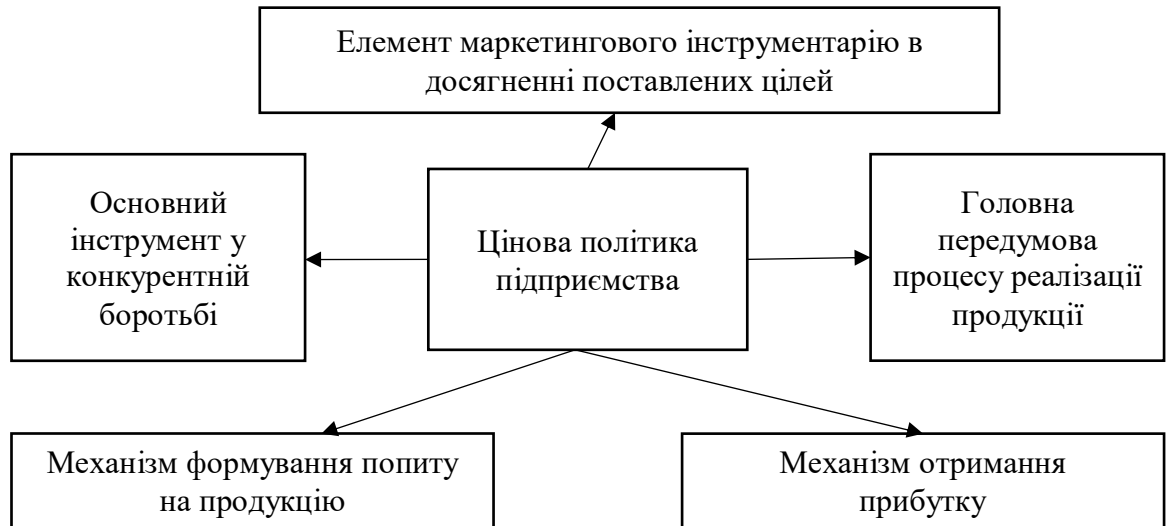 Елемент маркетингового інструментарію в
досягненні поставлених цілей
Основний
інструмент у
конкурентній
боротьбі
Цінова політика
підприємства
Головна
передумова
процесу реалізації
продукції
Механізм формування попиту
на продукцію
Механізм отримання
прибутку